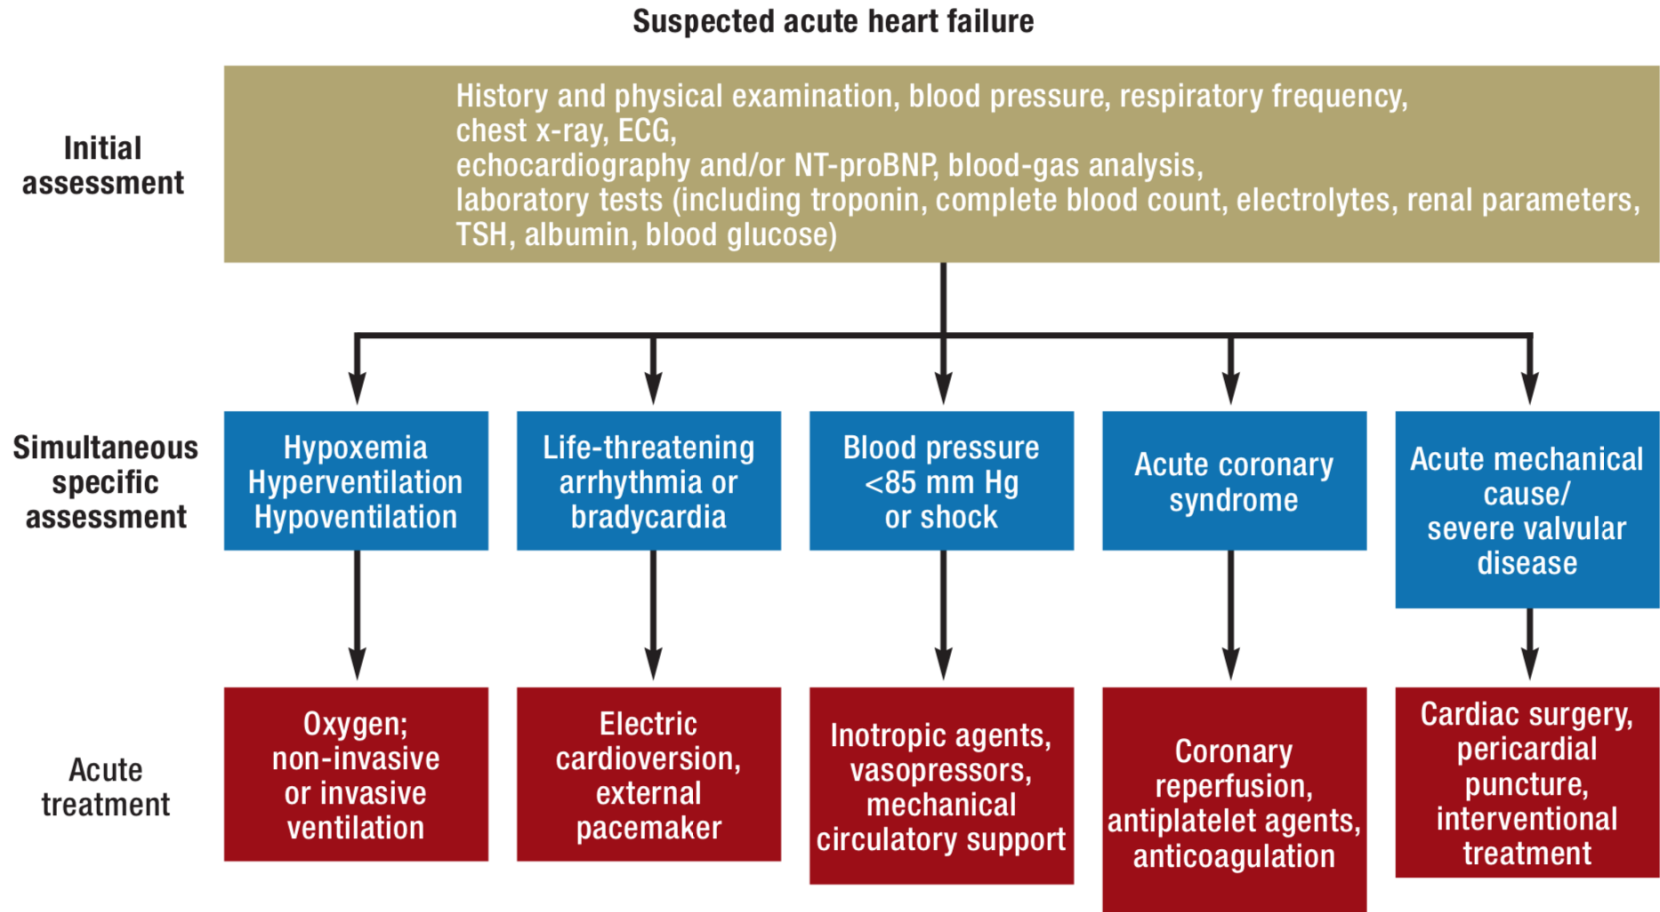 Suspected acute heart failure
Initial
assessment
History and physical examination, blood pressure, respiratory frequency,
chest x-ray, ECG,
echocardiography and/or NT-proBNP, blood-gas analysis,
laboratory tests (including troponin, complete blood count, electrolytes, renal parameters,
TSH, albumin, blood glucose)
Simultaneous
specific
assessment
Hypoxemia
Hyperventilation
Hypoventilation
Life-threatening
arrhythmia or
bradycardia
Blood pressure
<85 mm Hg
or shock
Acute coronary
syndrome
Acute mechanical
cause/
severe valvular
disease
Acute
treatment
Oxygen;
non-invasive
or invasive
ventilation
Electric
cardioversion,
external
pacemaker
Inotropic agents,
vasopressors,
mechanical
circulatory support
Coronary
reperfusion,
antiplatelet agents,
anticoagulation
Cardiac surgery,
pericardial
puncture,
interventional
treatment